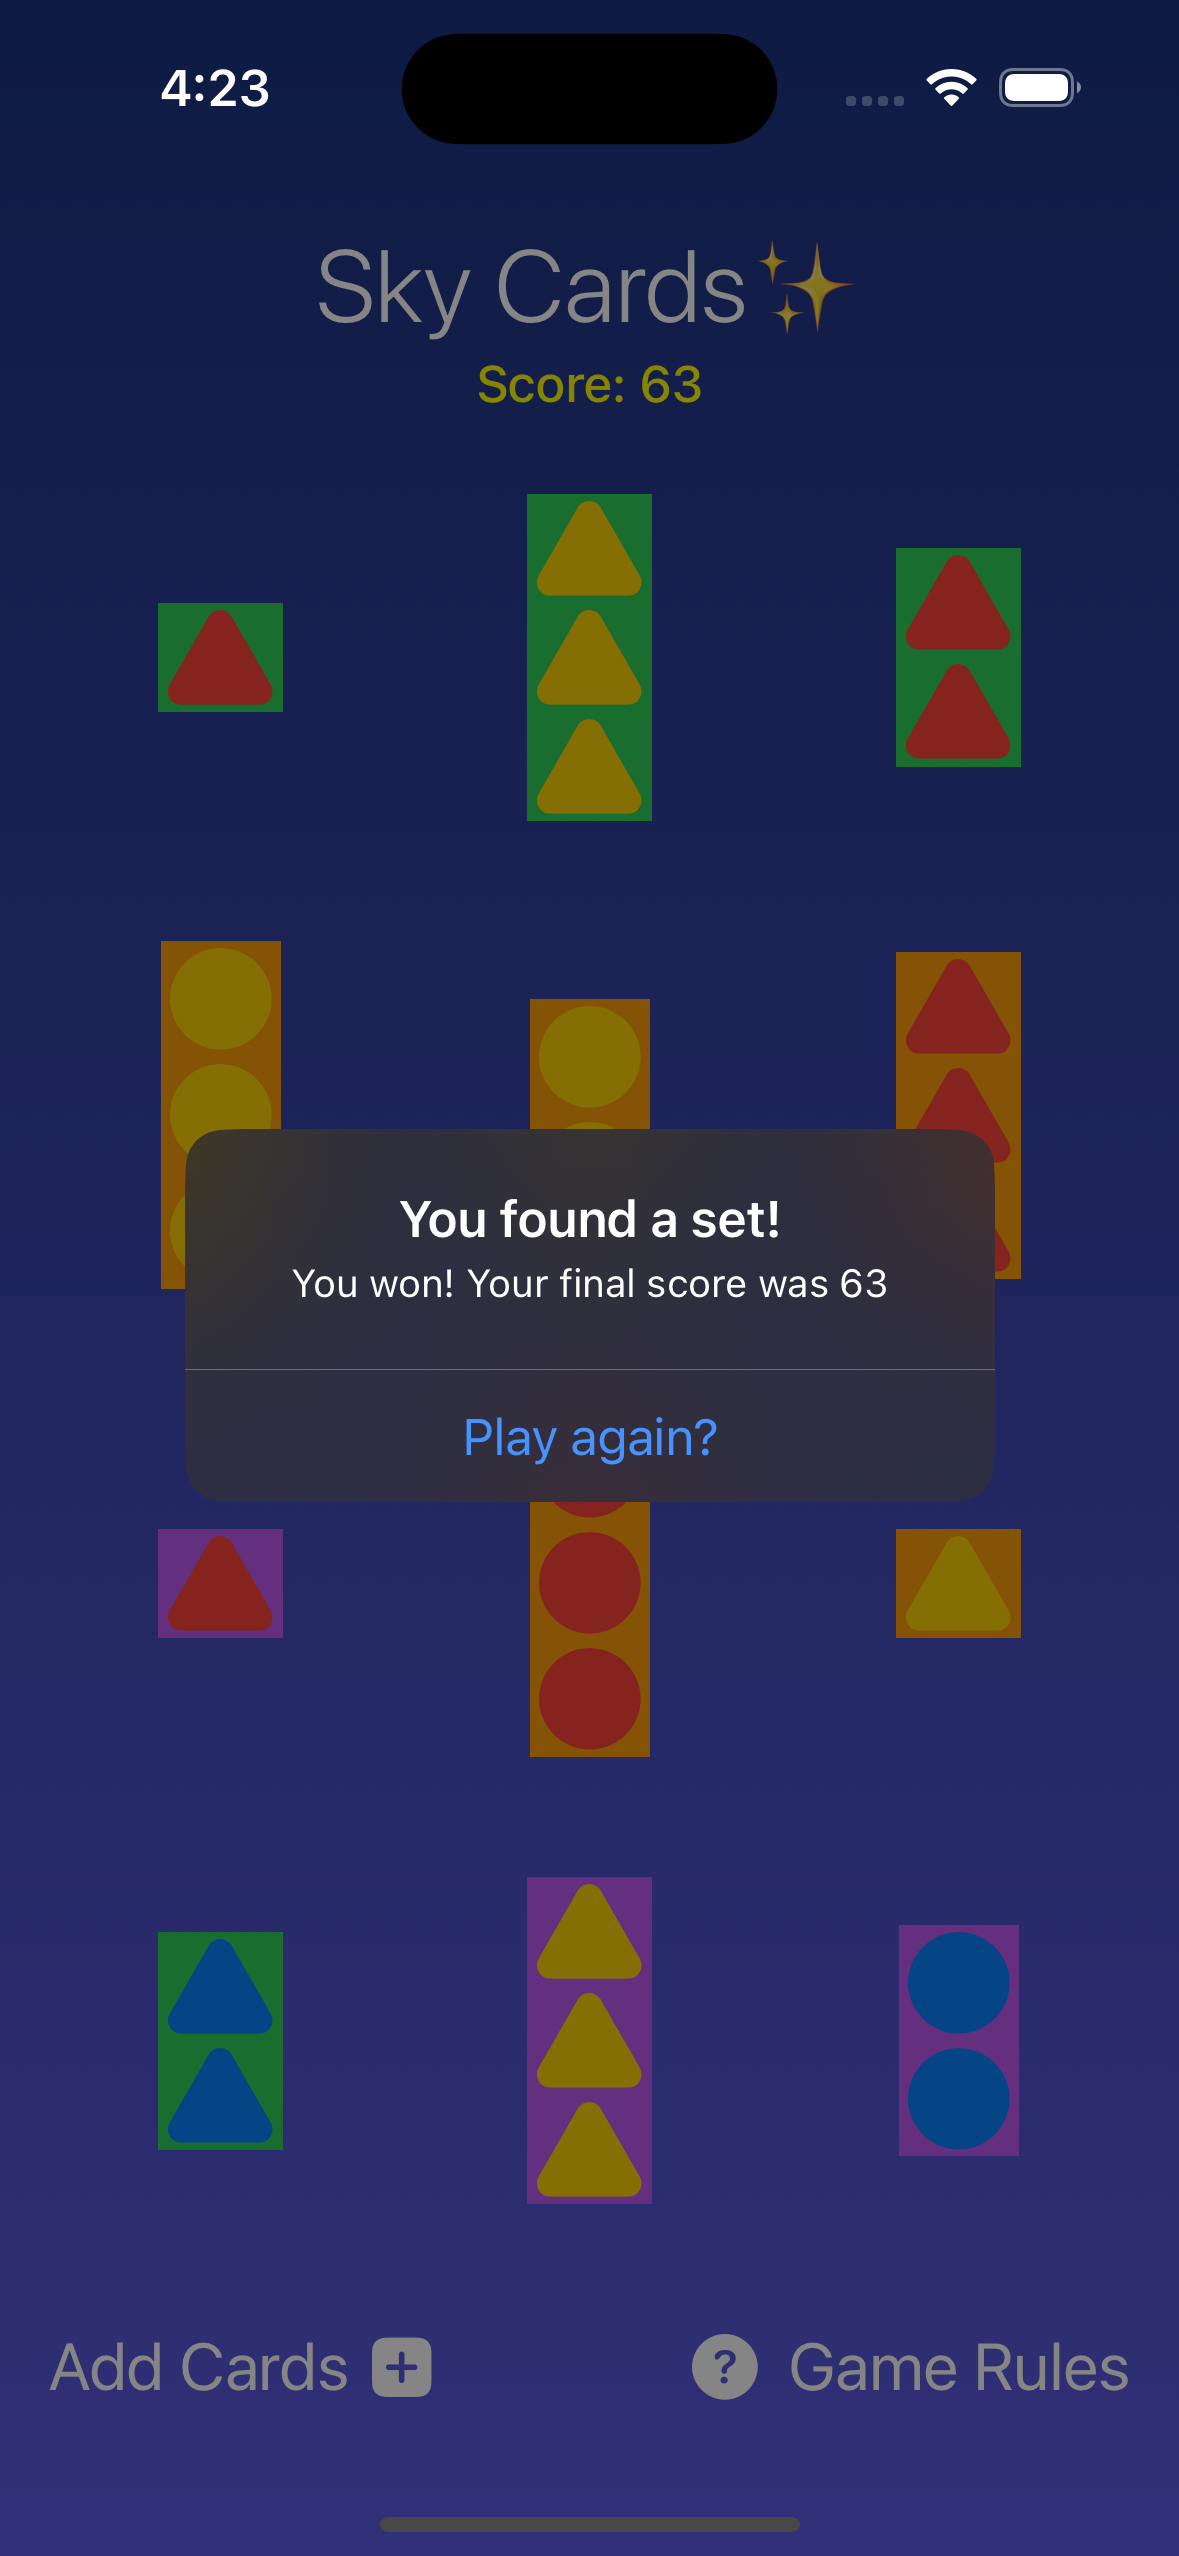 4:23
Sky Cards✨
Score: 63
You found a set!
You won! Your final score was 63
Play again?
Add Cards
Game Rules